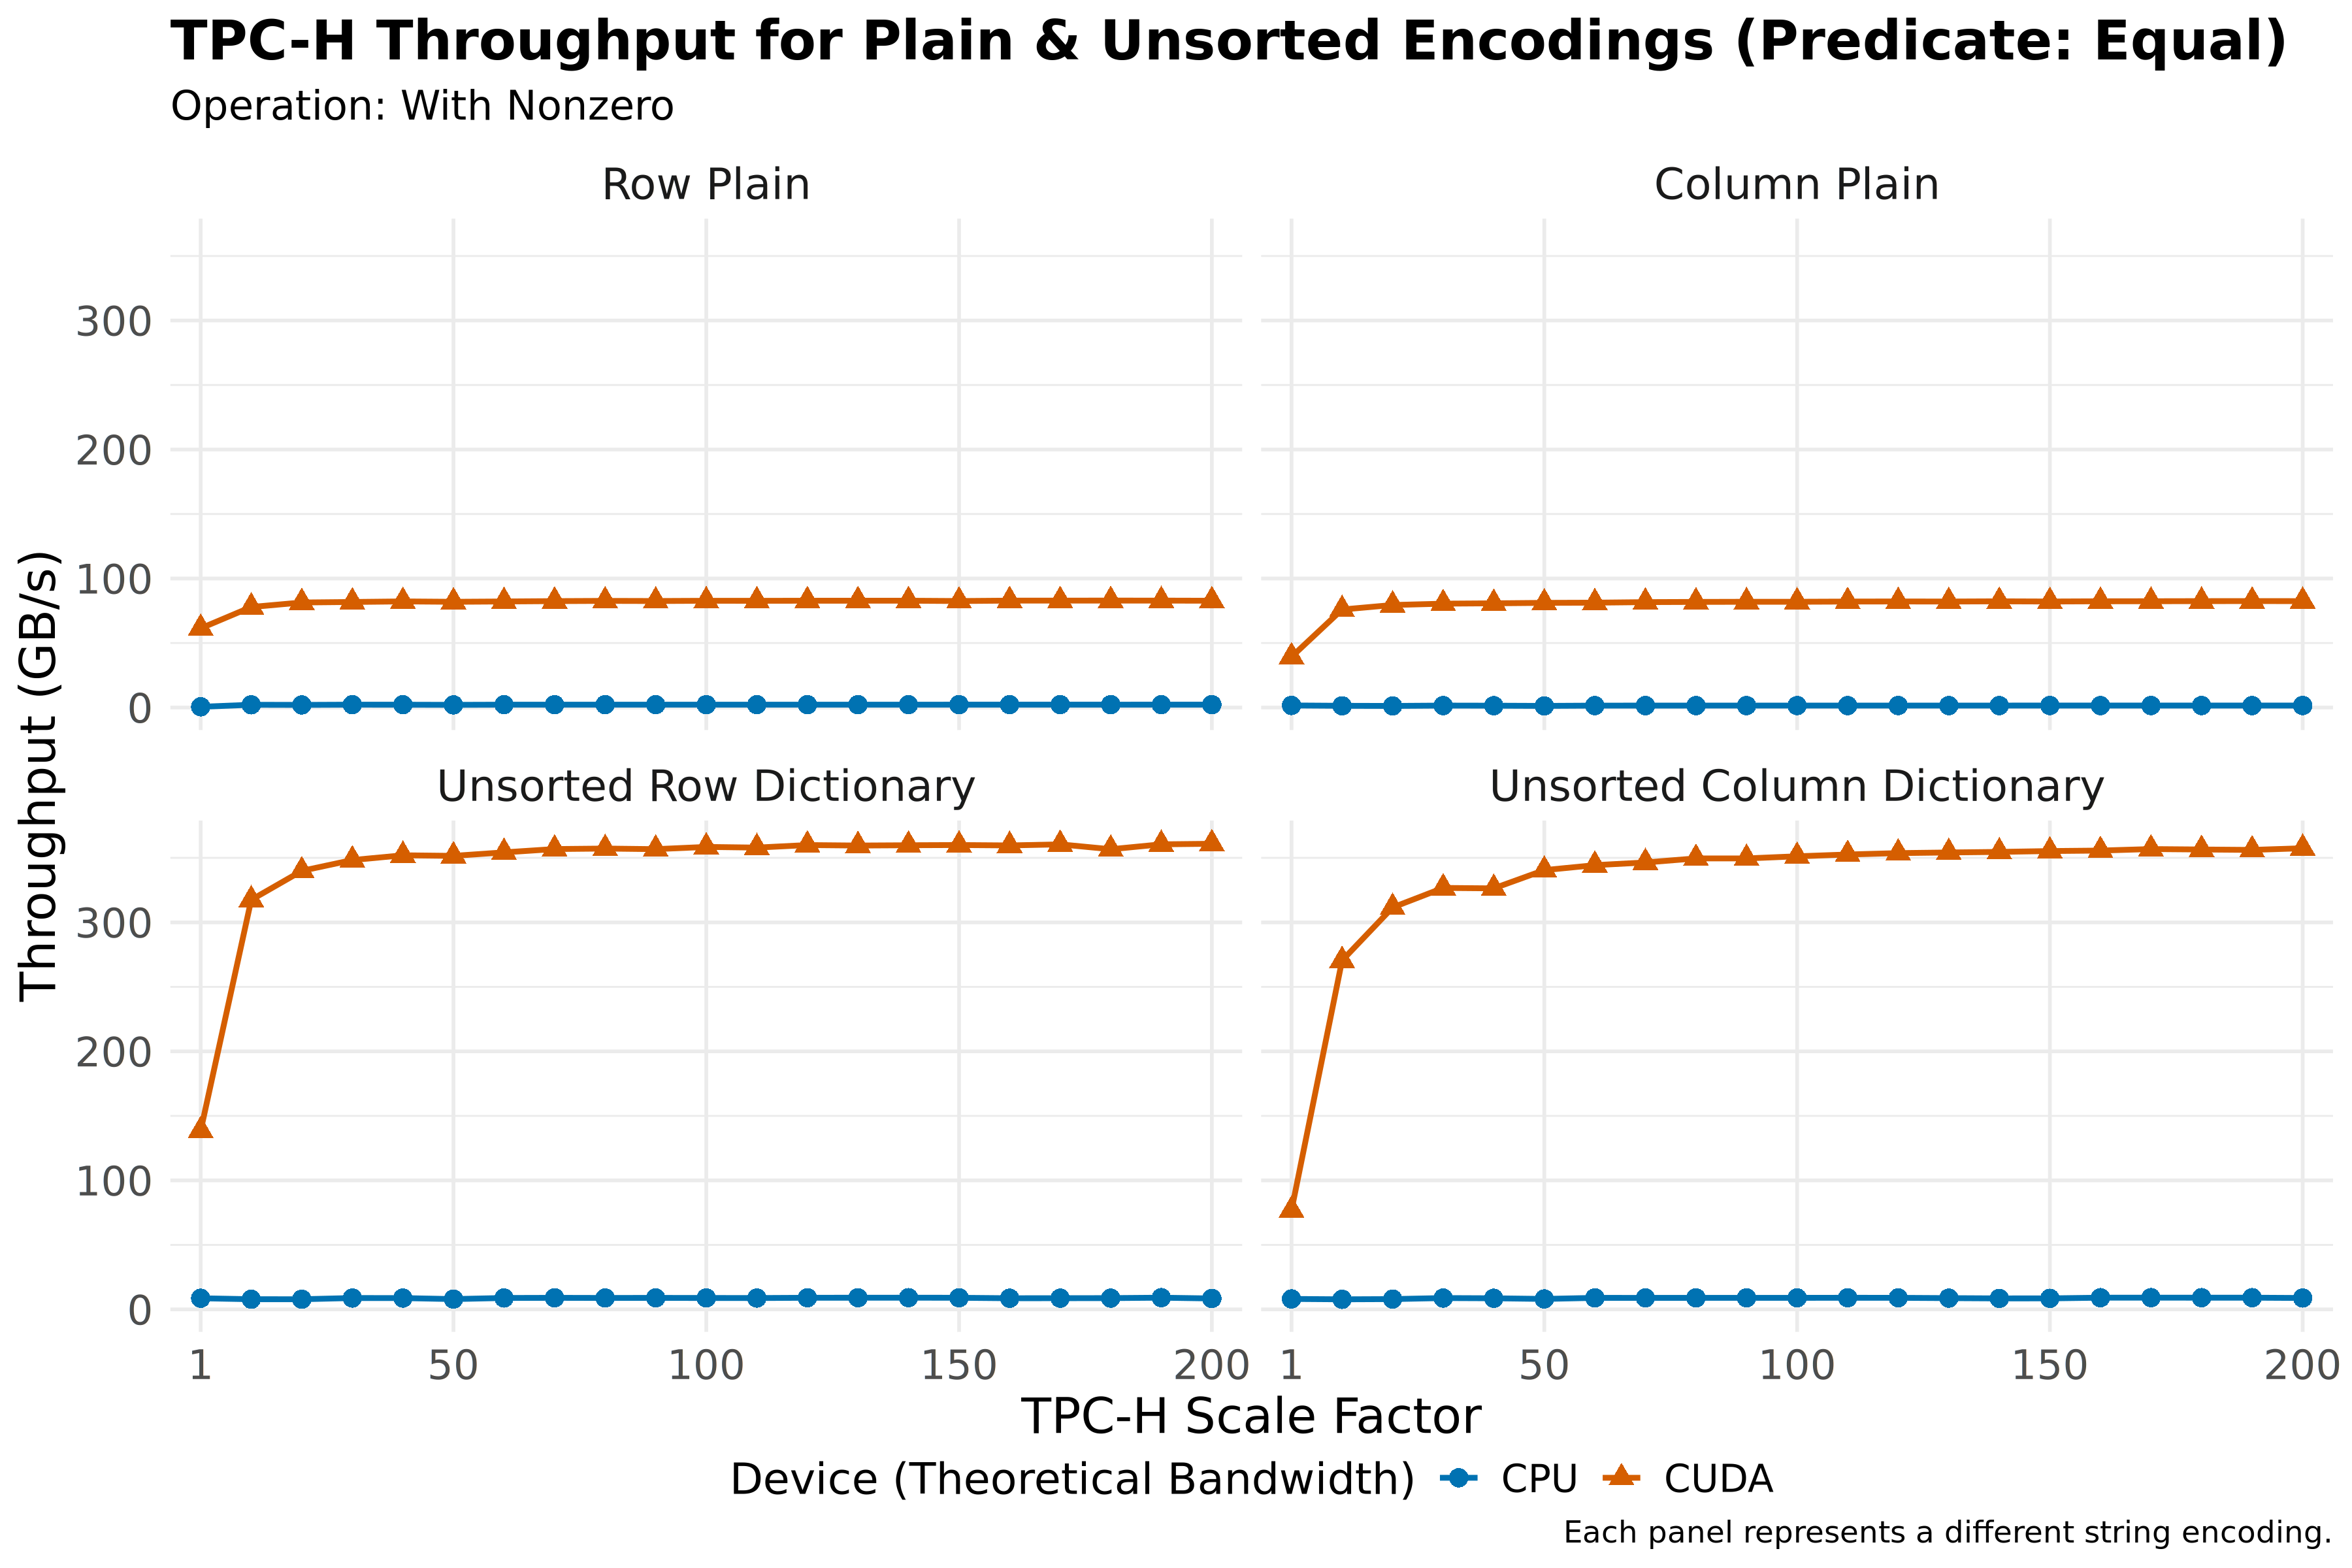 TPC-H Throughput for Plain & Unsorted Encodings (Predicate: Equal)
Operation: With Nonzero
Row Plain
Column Plain
300
200
100
0
Unsorted Row Dictionary
Unsorted Column Dictionary
300
200
100
0
Throughput (GB/s)
1 50 100 150 200
1 50 100 150 200
TPC-H Scale Factor
Device (Theoretical Bandwidth) CPU CUDA
Each panel represents a different string encoding.